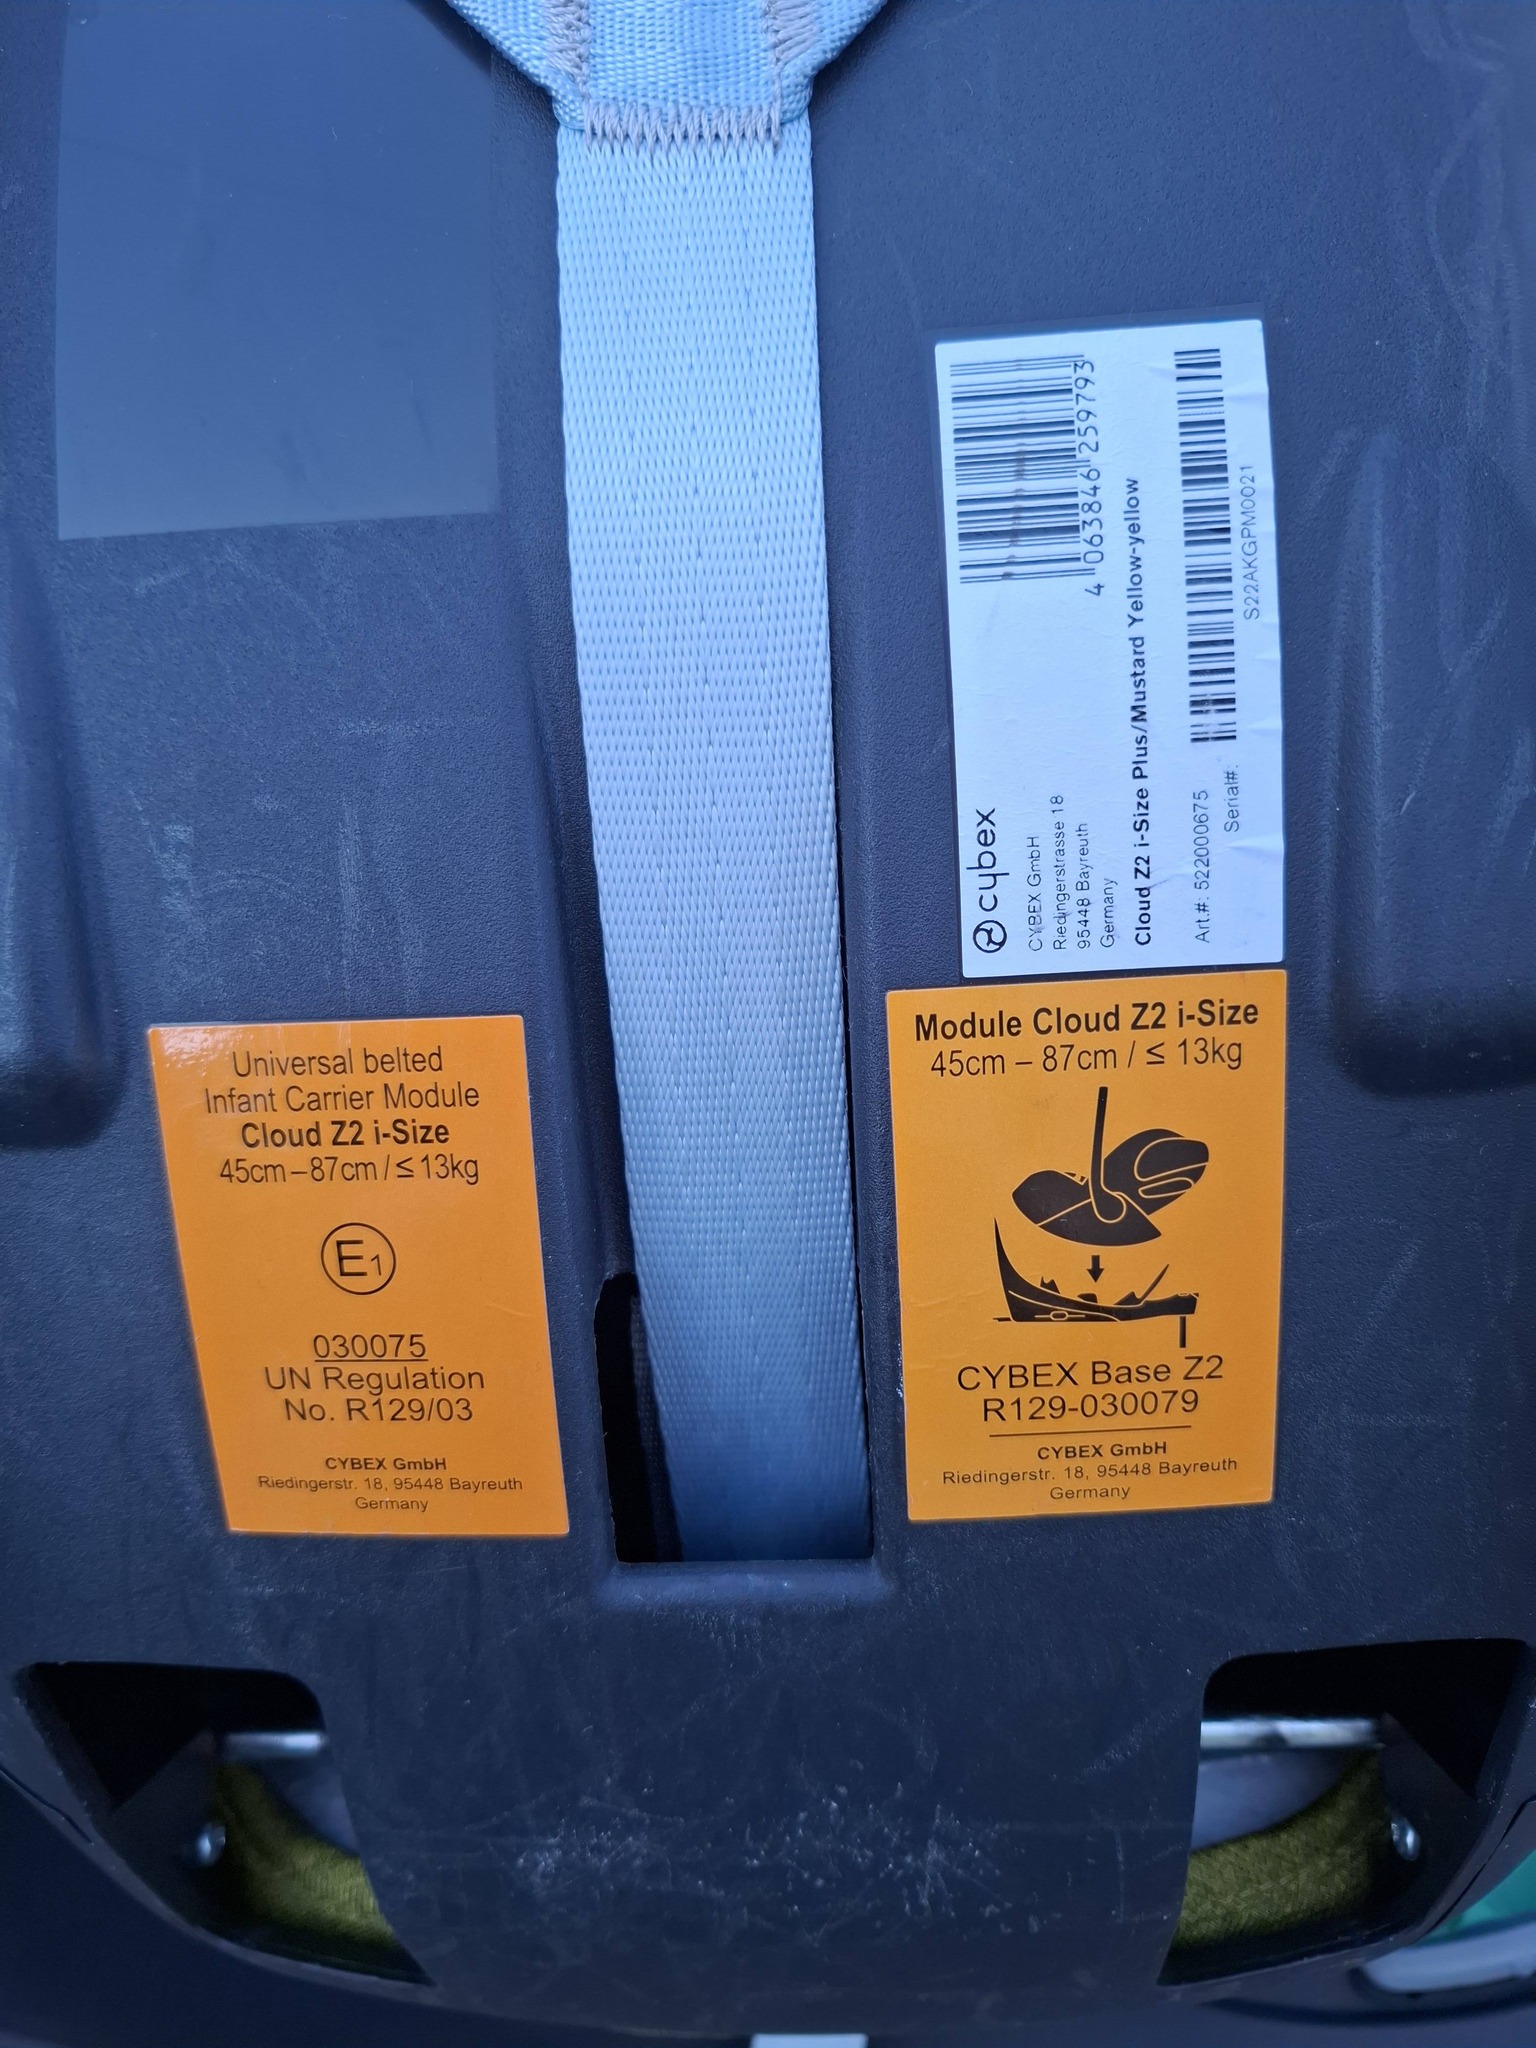 4 063846 259793
cybex
CYBEX GmbH
Riedingerstrasse 18
95448 Bayreuth
Germany
Cloud Z2 i-Size Plus/Mustard Yellow-yellow
Art.#: 522000675
Serial#:
S22AKGPM0021
Universal belted
Infant Carrier Module
Cloud Z2 i-Size
45cm–87cm/≤13kg
E1
030075
UN Regulation
No. R129/03
CYBEX GmbH
Riedingerstr. 18, 95448 Bayreuth
Germany
Module Cloud Z2 i-Size
45cm – 87cm / ≤ 13kg
CYBEX Base Z2
R129-030079
CYBEX GmbH
Riedingerstr. 18, 95448 Bayreuth
Germany